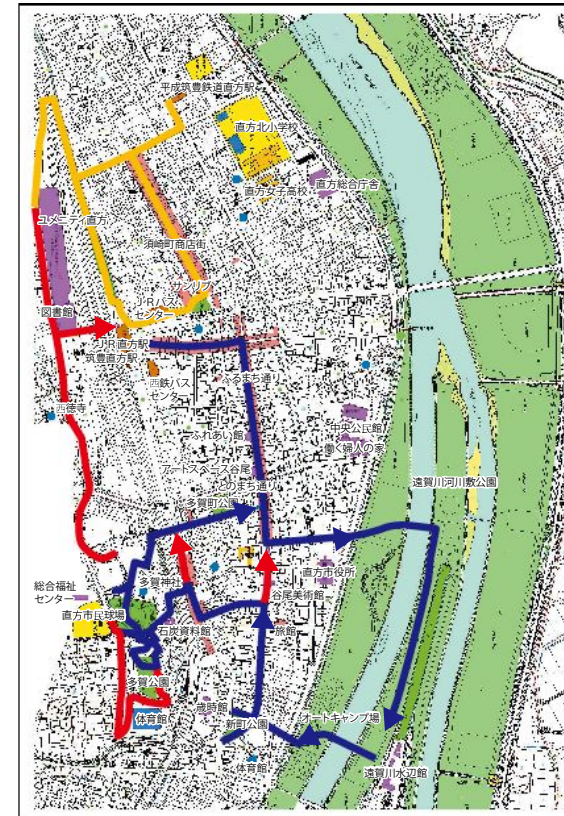 平成筑豊鉄道直方駅
直方北小学校
直方女子高校
直方総合庁舎
ユメニティ直方
須崎町商店街
サンリブ
JRバス
センター
図書館
JR直方駅
筑豊直方駅
西鉄バス
センター
西徳寺
ふれあい館
中央公民館
働く婦人の家
アートスペース谷尾
とのまち通り
多賀町公園
遠賀川河川敷公園
多賀神社
直方市役所
総合福祉
センター
谷尾美術館
直方市民球場
石炭資料館
旅館
多賀公園
歳時館
体育館
新町公園
オートキャンプ場
体育館
遠賀川水辺館